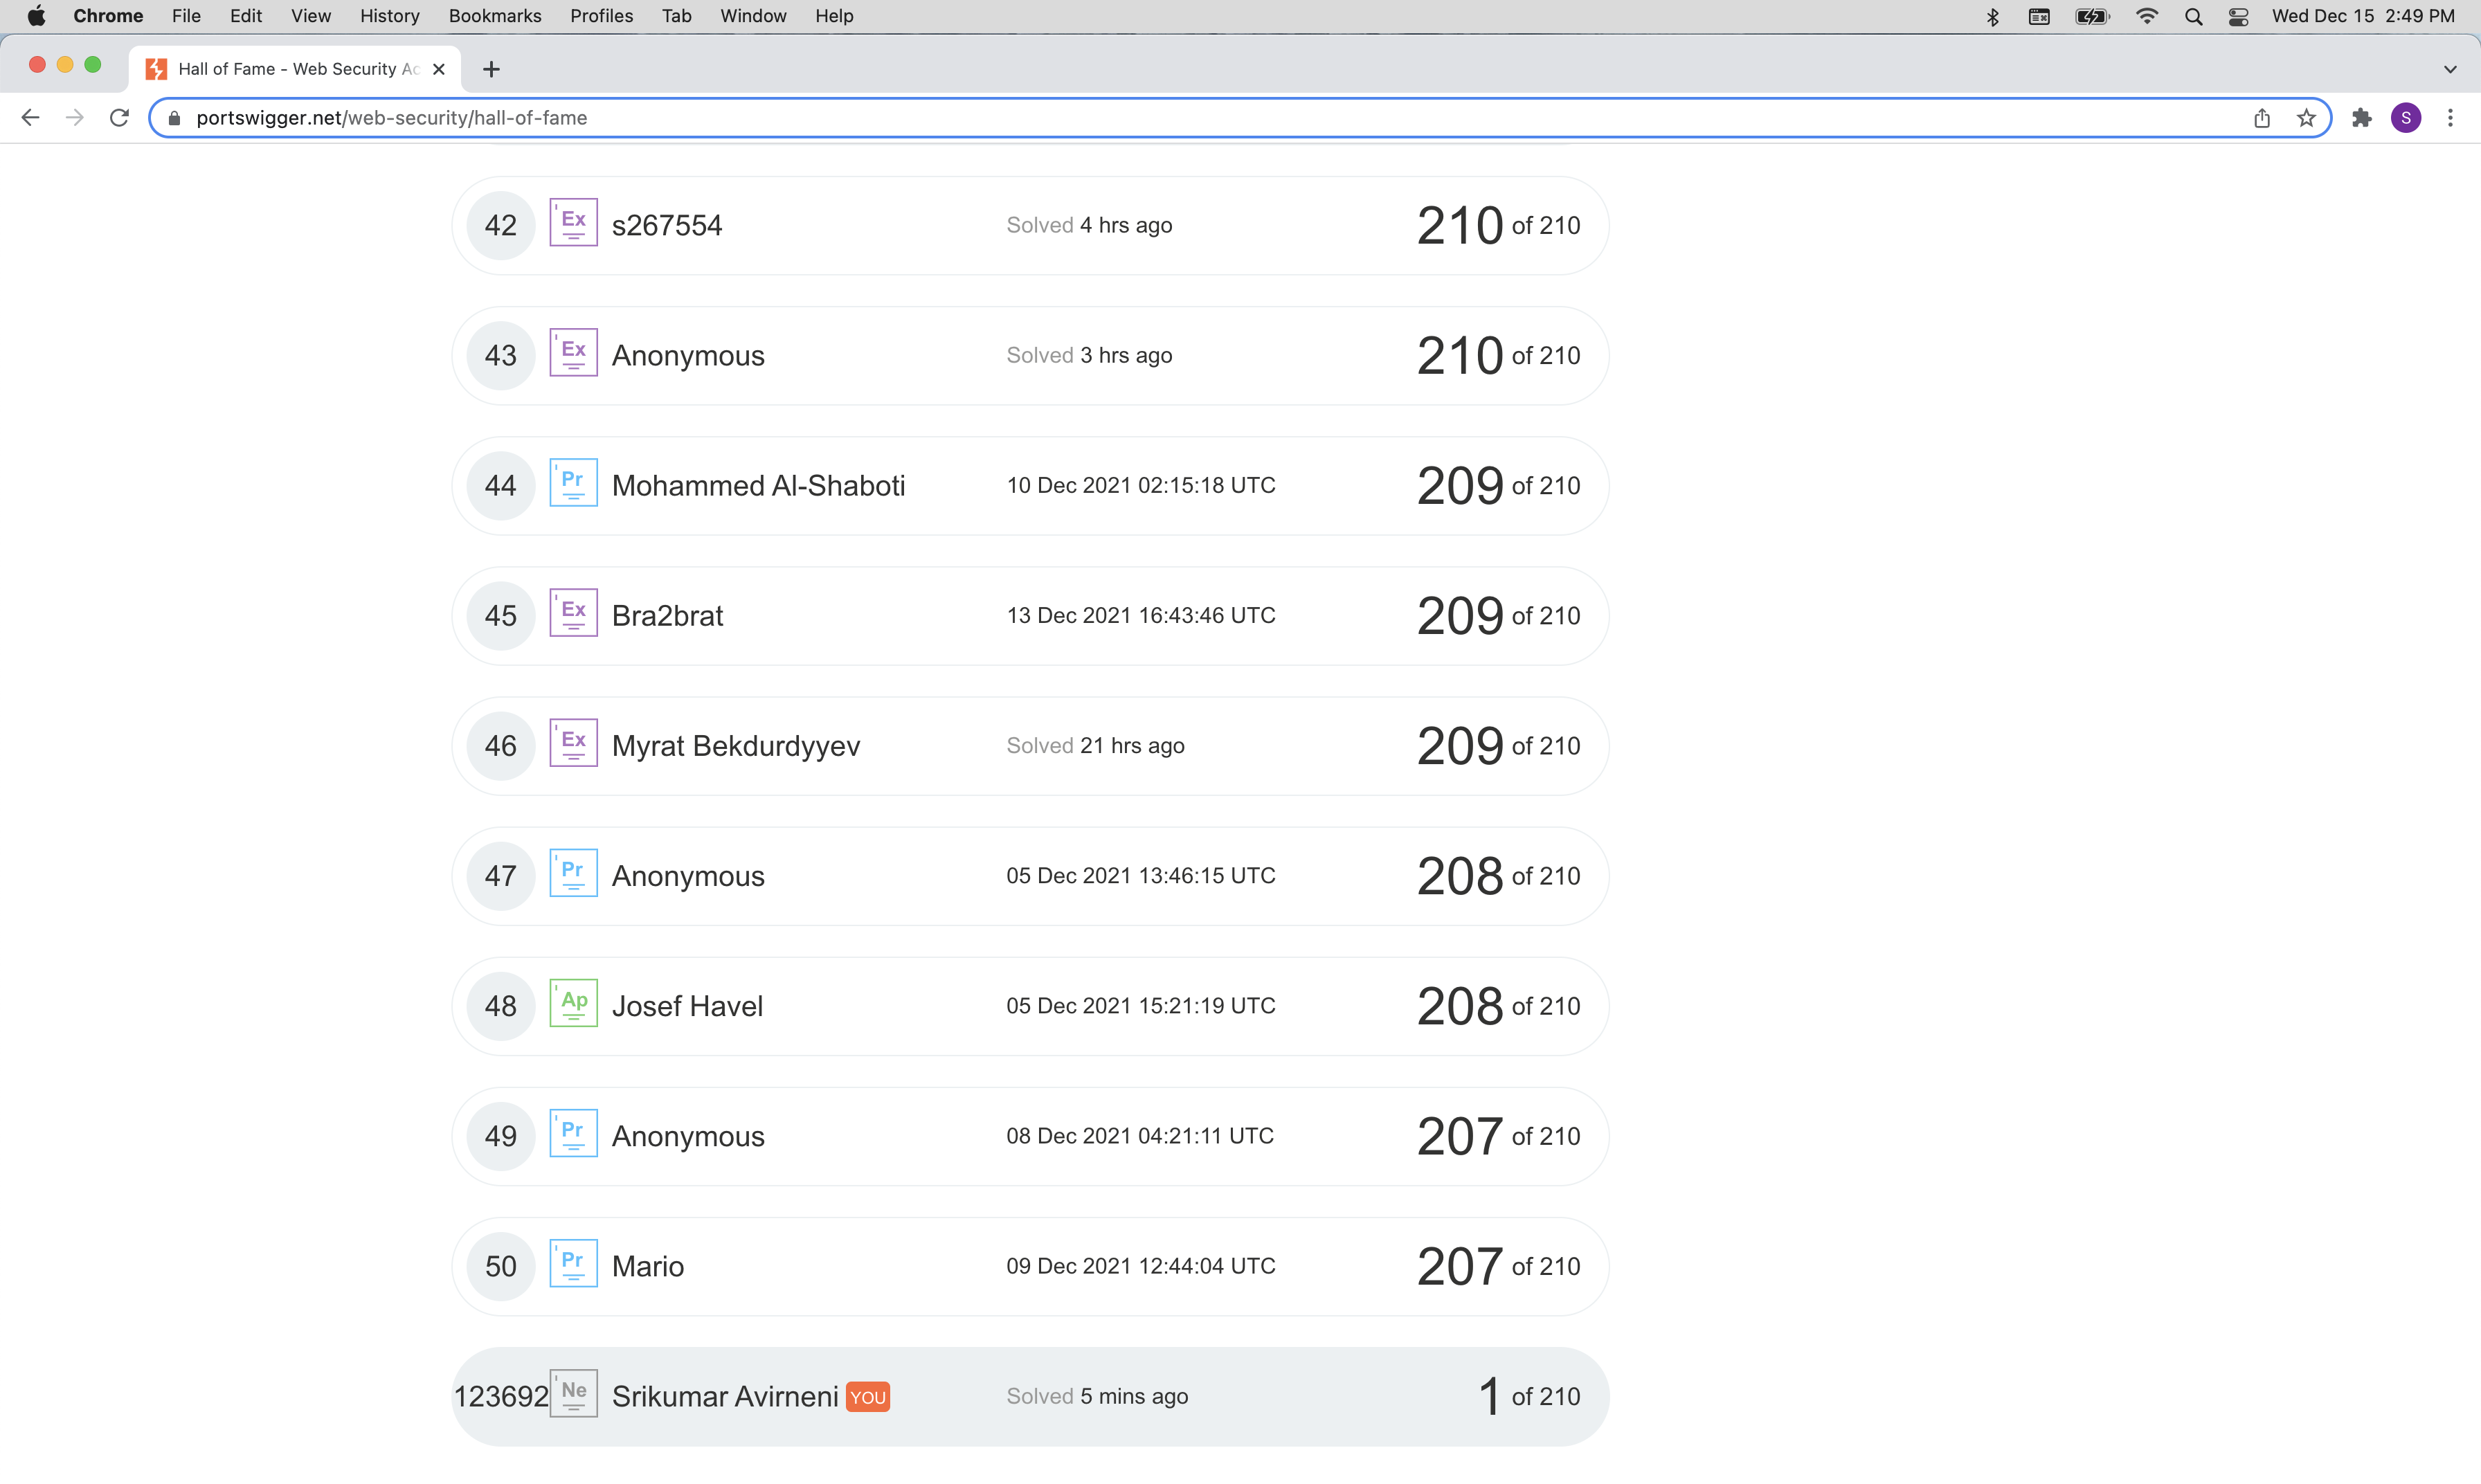 Chrome File Edit View History Bookmarks Profiles Tab Window Help Wed Dec 15 2:49 PM
Hall of Fame - Web Security Ac
portswigger.net/web-security/hall-of-fame S
42 Ex s267554 Solved 4 hrs ago 210 of 210
43 Ex Anonymous Solved 3 hrs ago 210 of 210
44 Pr Mohammed Al-Shaboti 10 Dec 2021 02:15:18 UTC 209 of 210
45 Ex Bra2brat 13 Dec 2021 16:43:46 UTC 209 of 210
46 Ex Myrat Bekdurdyyev Solved 21 hrs ago 209 of 210
47 Pr Anonymous 05 Dec 2021 13:46:15 UTC 208 of 210
48 Ap Josef Havel 05 Dec 2021 15:21:19 UTC 208 of 210
49 Pr Anonymous 08 Dec 2021 04:21:11 UTC 207 of 210
50 Pr Mario 09 Dec 2021 12:44:04 UTC 207 of 210
123692 Ne Srikumar Avirneni YOU Solved 5 mins ago 1 of 210